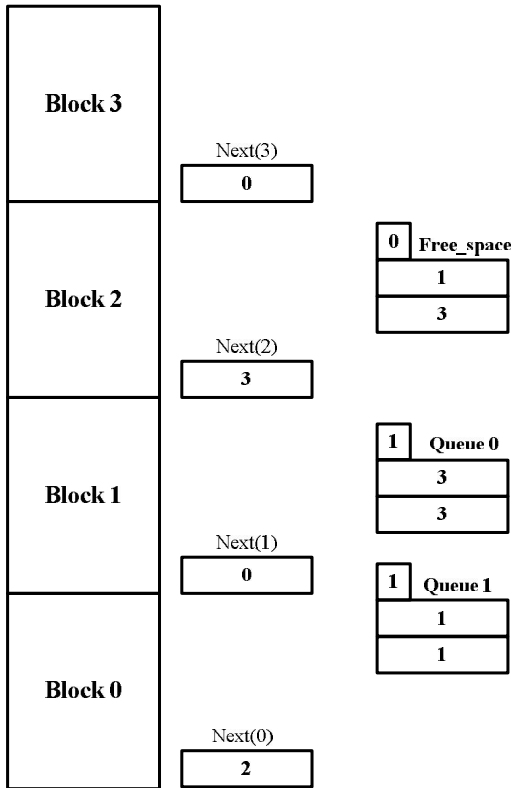 Block 3
Next(3)
0
Block 2
Next(2)
3
Block 1
Next(1)
0
Block 0
Next(0)
2
0 Free_space
1
3
1 Queue 0
3
3
1 Queue 1
1
1